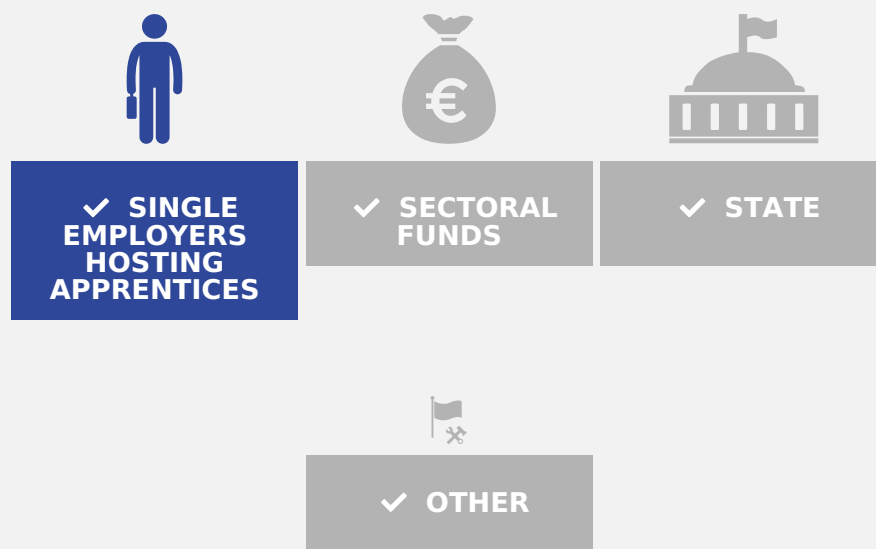 €
SINGLE
EMPLOYERS
HOSTING
APPRENTICES
SECTORAL
FUNDS
STATE
OTHER